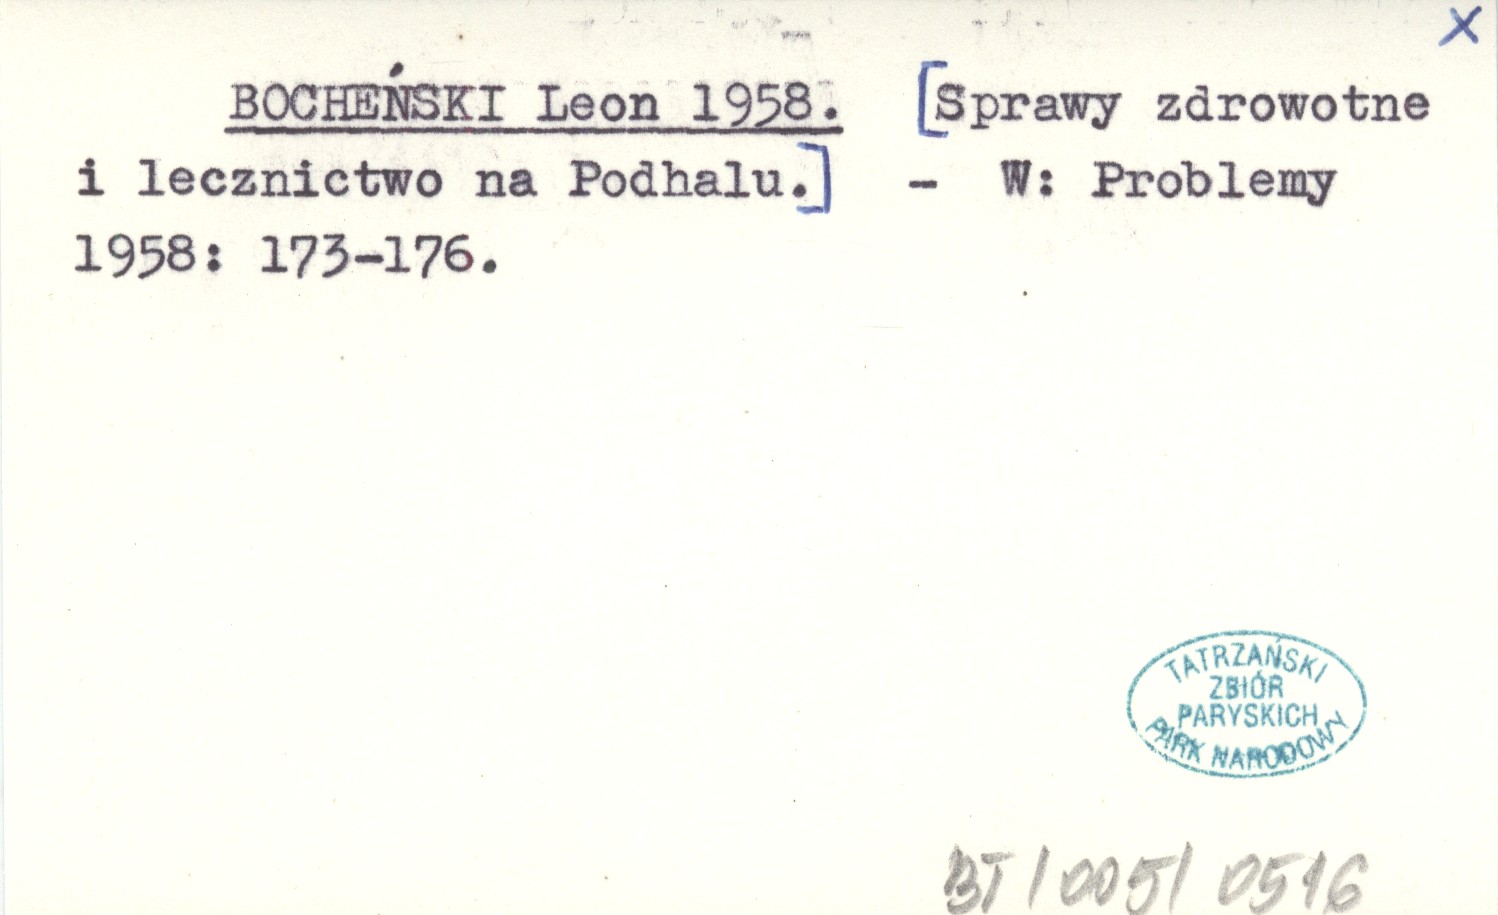 X
BOCHEŃSKI Leon 1958. [Sprawy zdrowotne
i lecznictwo na Podhalu.] - W: Problemy
1958: 173-176.
TATRZAŃSKI
ZBIÓR
PARYSKICH
PARK NARODOWY
BT/005/0516